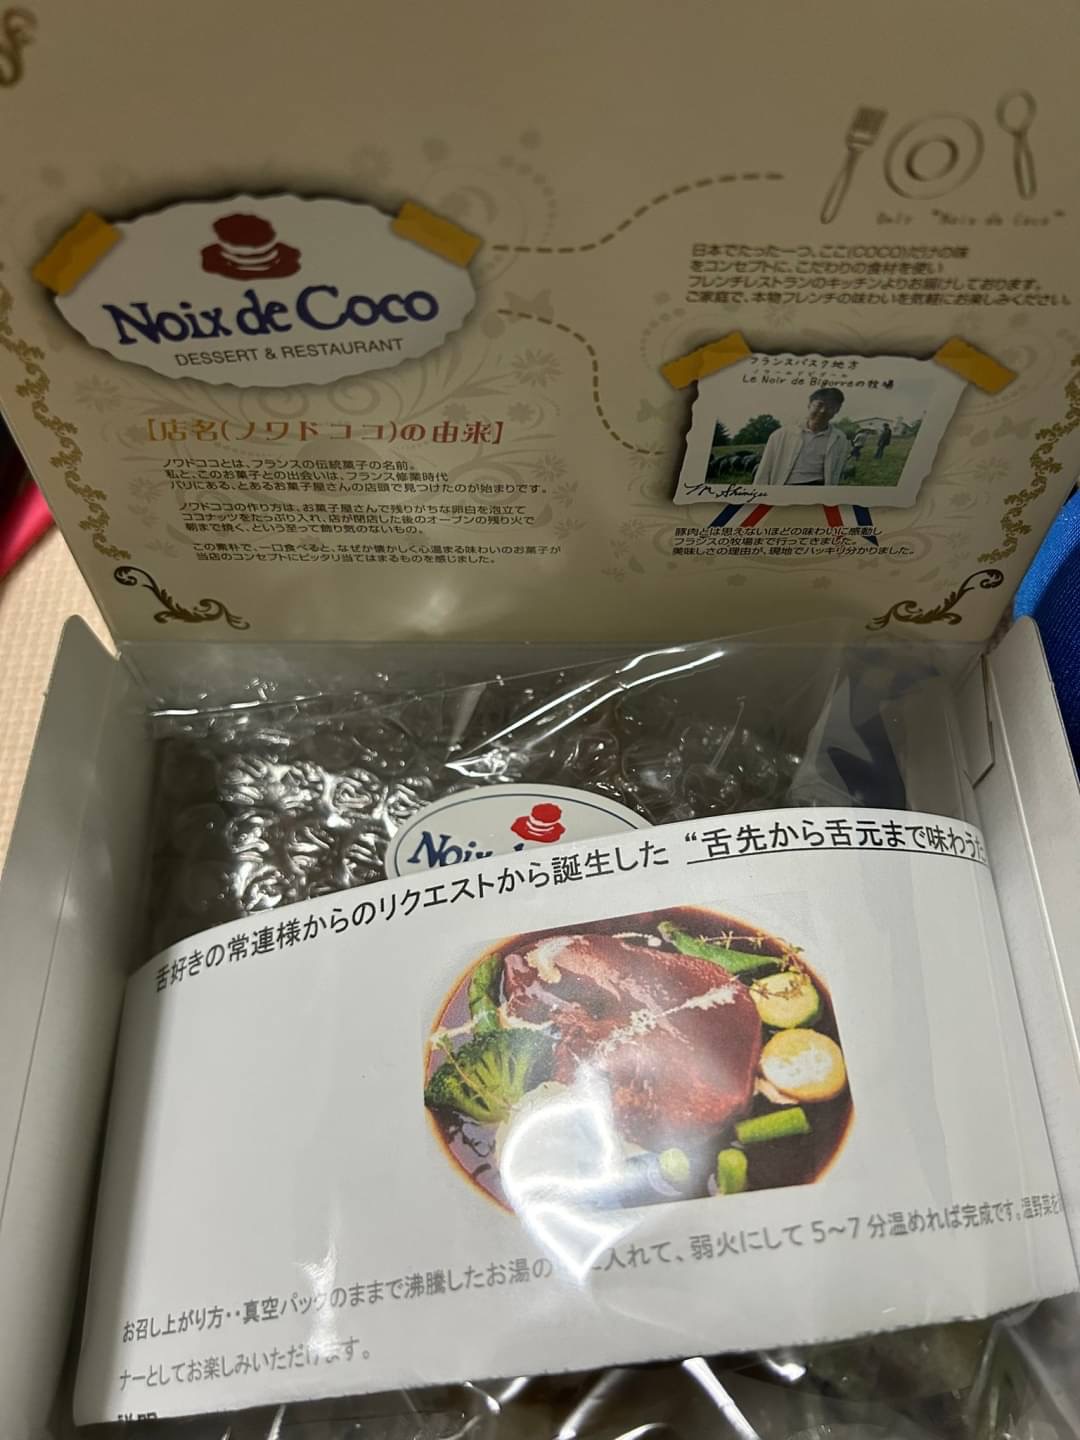 Noix de Coco
DESSERT & RESTAURANT
[店名(ノワドココ)の由来]
ノワドココとは、フランスの伝統菓子の名前。
私と、このお菓子との出会いは、フランス修業時代
パリにある、とあるお菓子屋さんの店頭で見つけたのが始まりです。
ノワドココの作り方は、お菓子屋さんで残りがちな卵白を泡立て
ココナッツをたっぷり入れ、店が閉店した後のオーブンの残り火で
朝まで焼く、という至って飾り気のないもの。
この素朴で、一口食べると、なぜか懐かしく心温まる味わいのお菓子が
当店のコンセプトにピッタリ当てはまるものを感じました。
"Noix de Coco"
日本でたった一つ、ここ(COCO)だけの味
をコンセプトに、こだわりの食材を使い
フレンチレストランのキッチンよりお届けしております。
ご家庭で、本物フレンチの味わいを気軽にお楽しみください。
フランスバスク地方
Le Noir de Bigorreの牧場
豚肉とは思えないほどの味わいに感動し
フランスの牧場まで行ってきました。
美味しさの理由が、現地でハッキリ分かりました。
Noix
舌好きの常連様からのリクエストから誕生した “舌先から舌元まで味わう
お召し上がり方‥真空パックのままで沸騰したお湯の 入れて、弱火にして 5～7 分温めれば完成です。温野菜を
ナーとしてお楽しみいただけます。